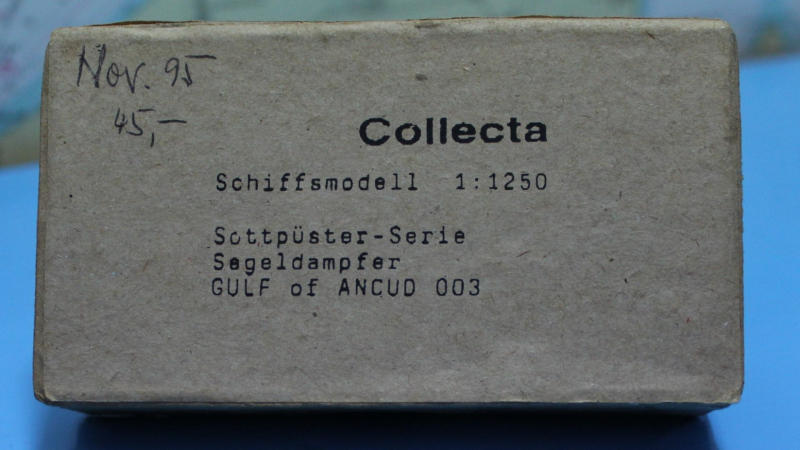 Nov. 95
45,-
Collecta
Schiffsmodell 1:1250
Sottpüster-Serie
Segeldampfer
GULF of ANCUD 003